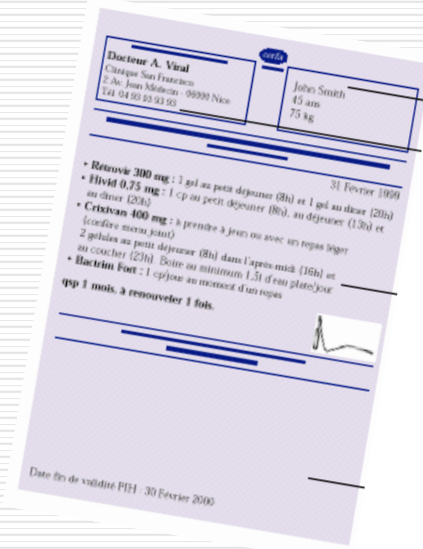 cerfa
Docteur A. Viral
Clinique San Francisco
2 Av. Jean Médecin - 06000 Nice
Tél 04 93 93 93 93
John Smith
45 ans
75 kg
31 Février 1999
• Rétrovir 300 mg : 1 gel au petit déjeuner (8h) et 1 gel au dîner (20h)
• Hivid 0,75 mg : 1 cp au petit déjeuner (8h), au déjeuner (13h) et
au dîner (20h)
• Crixivan 400 mg : à prendre à jeun ou avec un repas léger
(confère menu joint)
2 gélules au petit déjeuner (8h) dans l'après-midi (16h) et
au coucher (23h). Boire au minimum 1,5l d'eau plate/jour
• Bactrim Fort : 1 cp/jour au moment d'un repas
qsp 1 mois, à renouveler 1 fois.
Date fin de validité PIH : 30 Février 2000